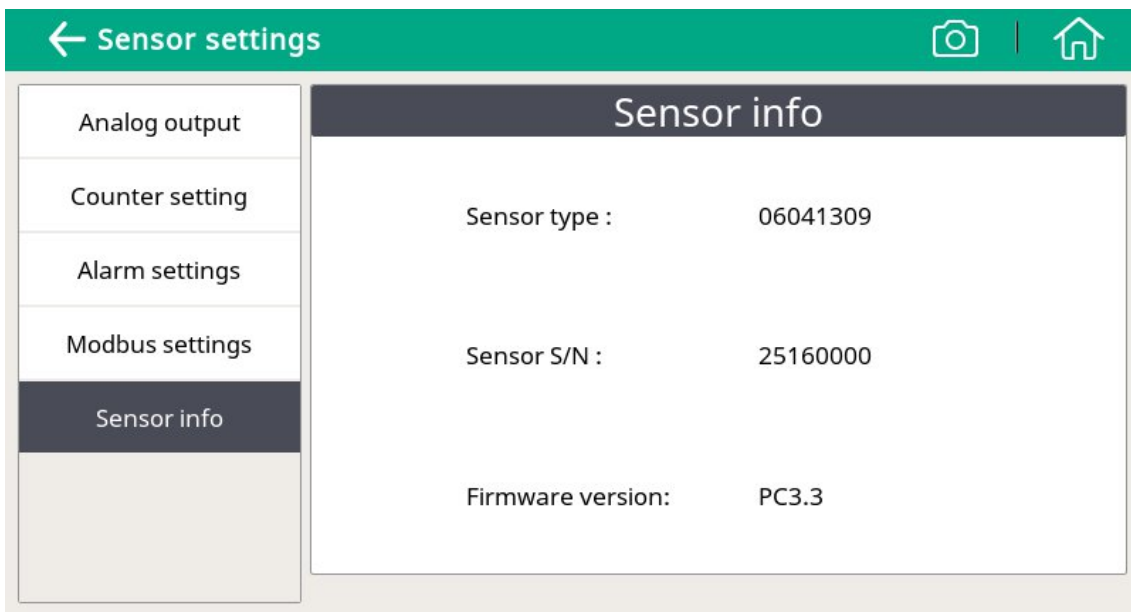 Sensor settings
Analog output
Counter setting
Alarm settings
Modbus settings
Sensor info
Sensor info
Sensor type : 06041309
Sensor S/N : 25160000
Firmware version: PC3.3